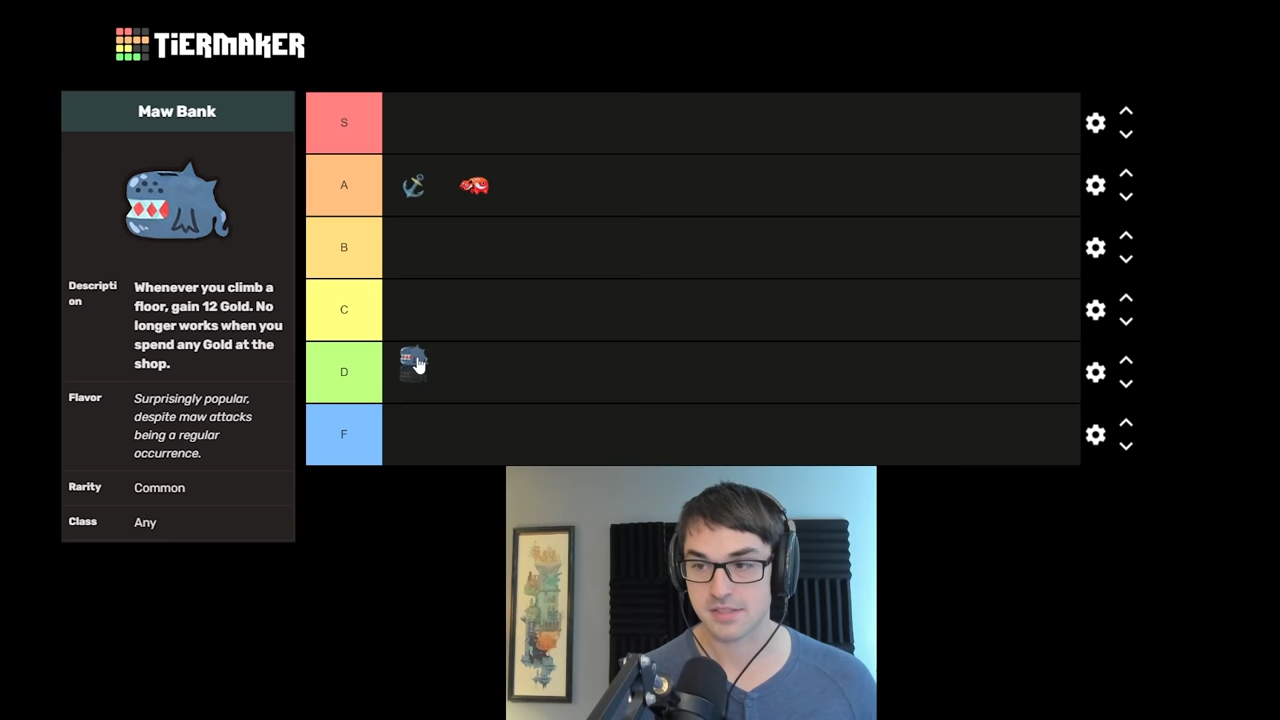 TiERMAKER
Maw Bank
Descripti
on
Whenever you climb a
floor, gain 12 Gold. No
longer works when you
spend any Gold at the
shop.
Flavor
Surprisingly popular,
despite maw attacks
being a regular
occurrence.
Rarity
Common
Class
Any
S
A
B
C
D
F